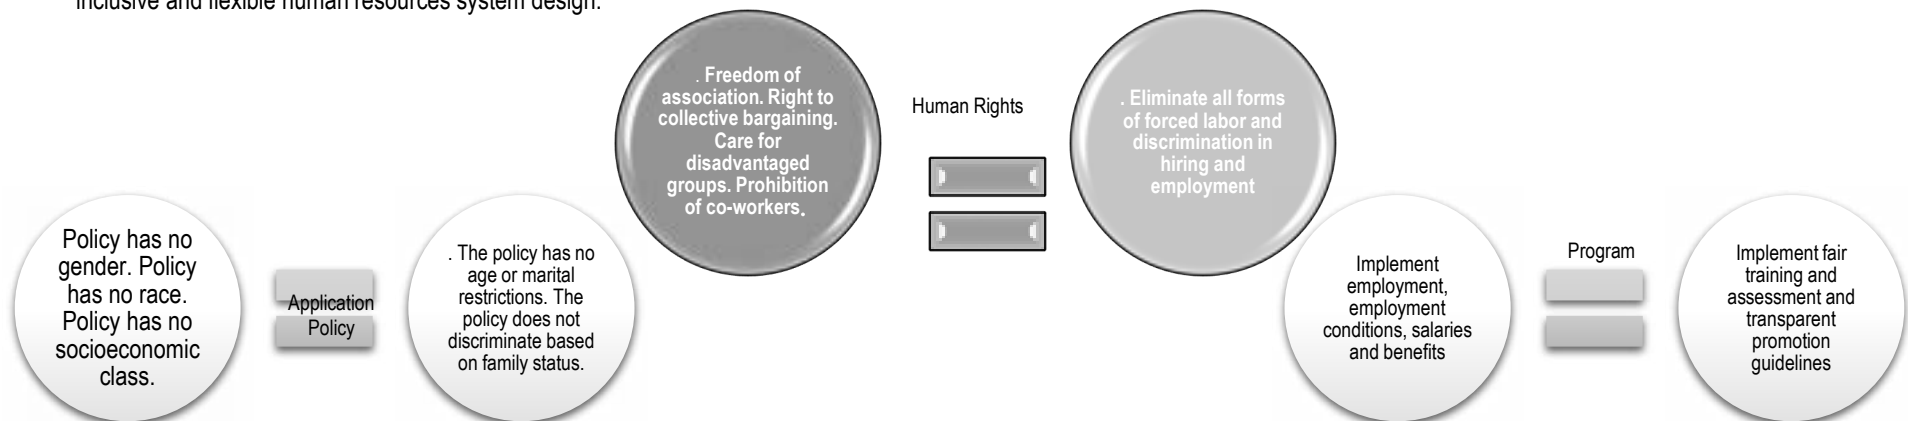 inclusive and flexible human resources system design.
. Freedom of
association. Right to
collective bargaining.
Care for
disadvantaged
groups. Prohibition
of co-workers.
Human Rights
. Eliminate all forms
of forced labor and
discrimination in
hiring and
employment
Policy has no
gender. Policy
has no race.
Policy has no
socioeconomic
class.
Application
Policy
. The policy has no
age or marital
restrictions. The
policy does not
discriminate based
on family status.
Implement
employment,
employment
conditions, salaries
and benefits
Program
Implement fair
training and
assessment and
transparent
promotion
guidelines